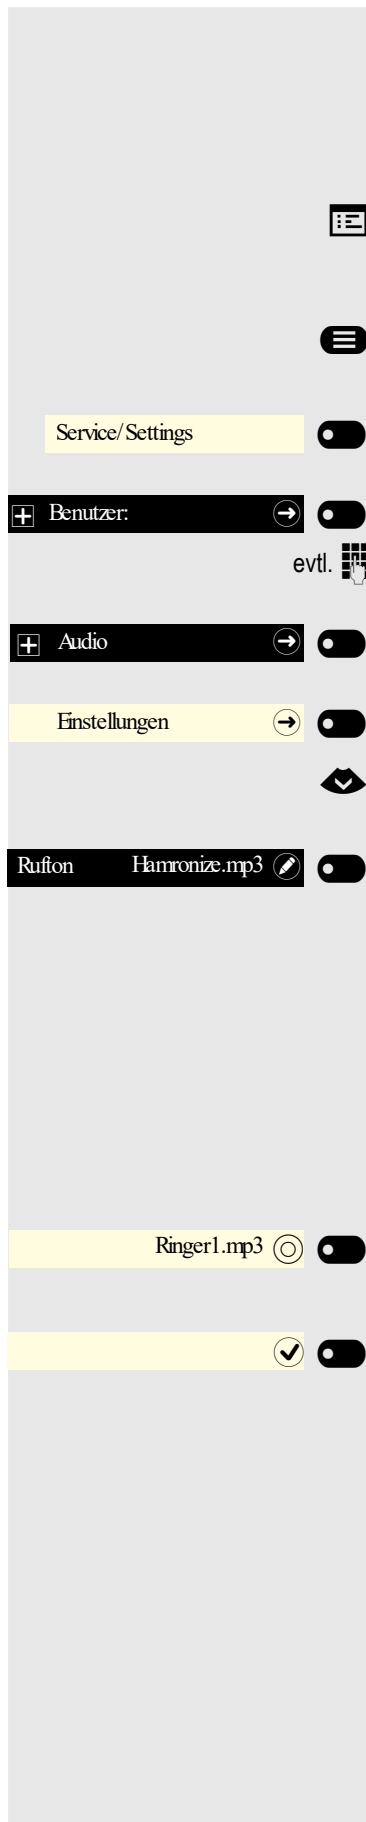 Service/Settings
Benutzer:
evtl.
Audio
Einstellungen
Rufton Hamronize.mp3
Ringer1.mp3